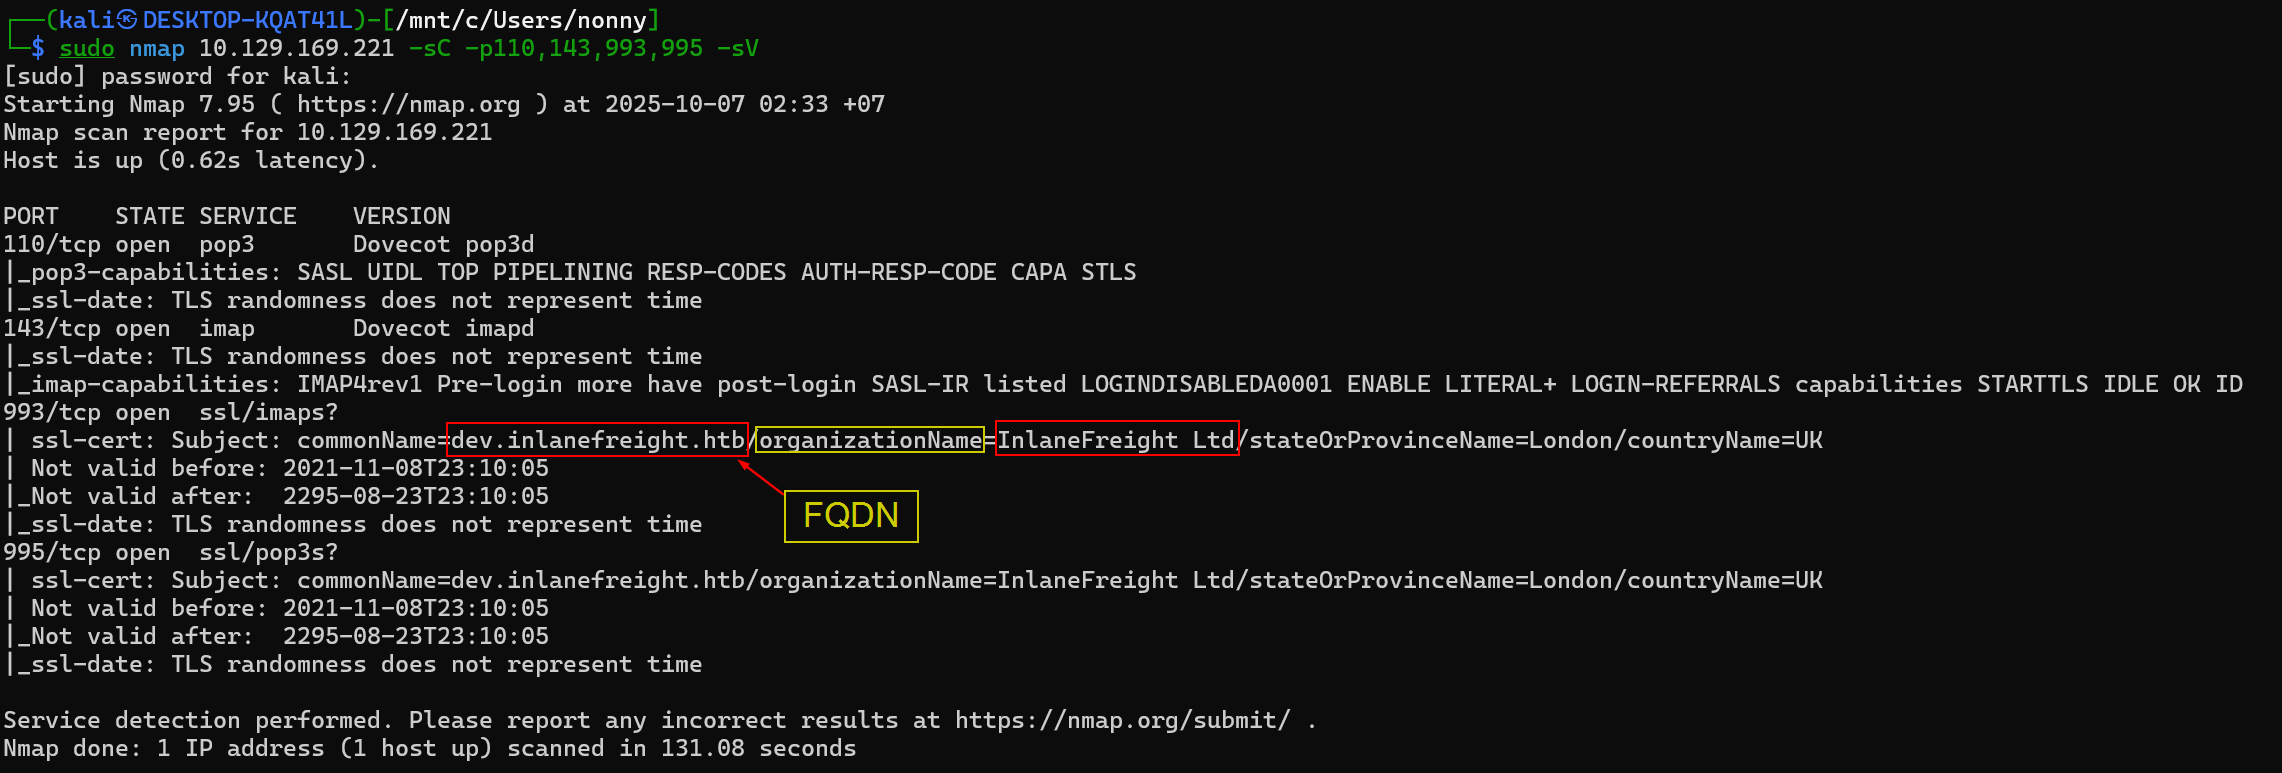 (kali㉿DESKTOP-KQAT41L)-[/mnt/c/Users/nonny]
$ sudo nmap 10.129.169.221 -sC -p110,143,993,995 -sV
[sudo] password for kali:
Starting Nmap 7.95 ( https://nmap.org ) at 2025-10-07 02:33 +07
Nmap scan report for 10.129.169.221
Host is up (0.62s latency).
PORT    STATE SERVICE    VERSION
110/tcp open  pop3       Dovecot pop3d
|_pop3-capabilities: SASL UIDL TOP PIPELINING RESP-CODES AUTH-RESP-CODE CAPA STLS
|_ssl-date: TLS randomness does not represent time
143/tcp open  imap       Dovecot imapd
|_ssl-date: TLS randomness does not represent time
|_imap-capabilities: IMAP4rev1 Pre-login more have post-login SASL-IR listed LOGINDISABLEDA0001 ENABLE LITERAL+ LOGIN-REFERRALS capabilities STARTTLS IDLE OK ID
993/tcp open  ssl/imaps?
| ssl-cert: Subject: commonName=dev.inlanefreight.htb/organizationName=InlaneFreight Ltd/stateOrProvinceName=London/countryName=UK
| Not valid before: 2021-11-08T23:10:05
|_Not valid after:  2295-08-23T23:10:05
FQDN
|_ssl-date: TLS randomness does not represent time
995/tcp open  ssl/pop3s?
| ssl-cert: Subject: commonName=dev.inlanefreight.htb/organizationName=InlaneFreight Ltd/stateOrProvinceName=London/countryName=UK
| Not valid before: 2021-11-08T23:10:05
|_Not valid after:  2295-08-23T23:10:05
|_ssl-date: TLS randomness does not represent time
Service detection performed. Please report any incorrect results at https://nmap.org/submit/ .
Nmap done: 1 IP address (1 host up) scanned in 131.08 seconds